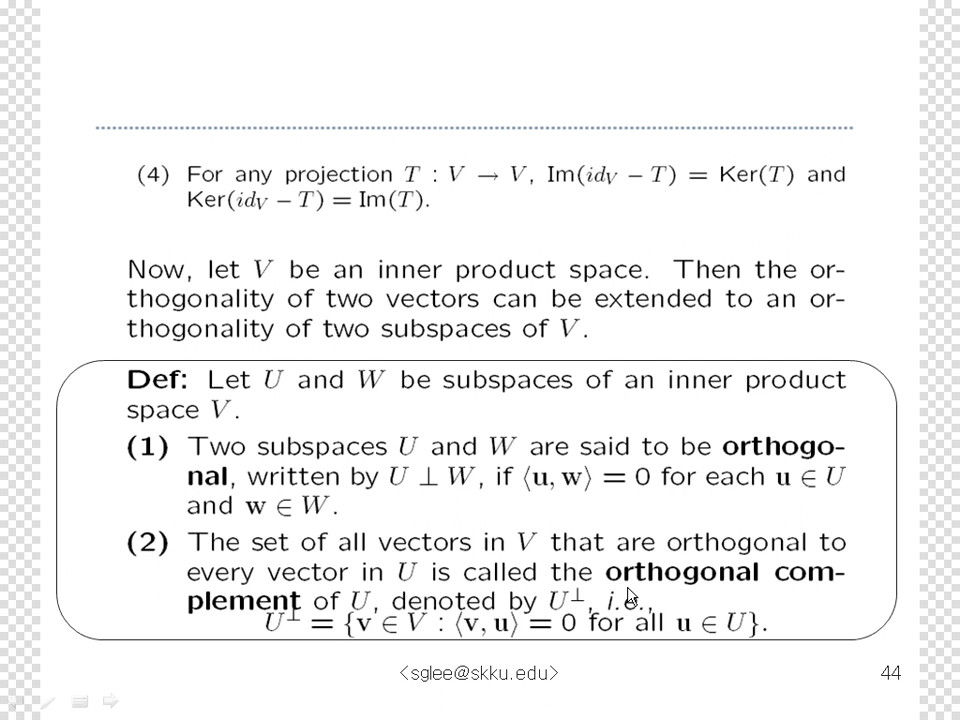 (4) For any projection T : V → V, Im(id_V − T) = Ker(T) and
Ker(id_V − T) = Im(T).
Now, let V be an inner product space. Then the or-
thogonality of two vectors can be extended to an or-
thogonality of two subspaces of V.
Def: Let U and W be subspaces of an inner product
space V.
(1) Two subspaces U and W are said to be orthogo-
nal, written by U ⊥ W, if ⟨u, w⟩ = 0 for each u ∈ U
and w ∈ W.
(2) The set of all vectors in V that are orthogonal to
every vector in U is called the orthogonal com-
plement of U, denoted by U⊥, i.e.,
U⊥ = {v ∈ V : ⟨v, u⟩ = 0 for all u ∈ U}.
<sglee@skku.edu>
44